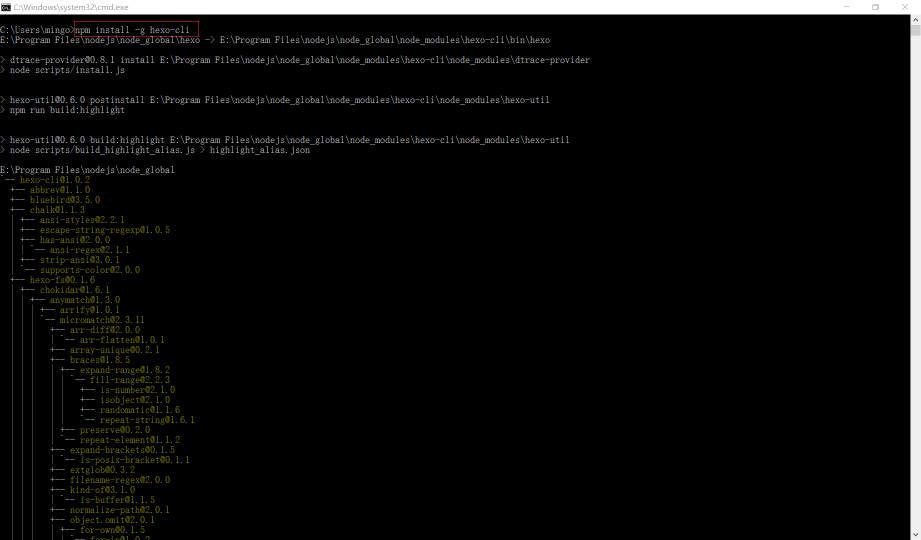 C:\Windows\system32\cmd.exe
C:\Users\mingo>npm install -g hexo-cli
E:\Program Files\nodejs\node_global\hexo -> E:\Program Files\nodejs\node_global\node_modules\hexo-cli\bin\hexo
> dtrace-provider@0.8.1 install E:\Program Files\nodejs\node_global\node_modules\hexo-cli\node_modules\dtrace-provider
> node scripts/install.js
> hexo-util@0.6.0 postinstall E:\Program Files\nodejs\node_global\node_modules\hexo-cli\node_modules\hexo-util
> npm run build:highlight
> hexo-util@0.6.0 build:highlight E:\Program Files\nodejs\node_global\node_modules\hexo-cli\node_modules\hexo-util
> node scripts/build_highlight_alias.js > highlight_alias.json
E:\Program Files\nodejs\node_global
`-- hexo-cli@1.0.2
  +-- abbrev@1.1.0
  +-- bluebird@3.5.0
  +-- chalk@1.1.3
  | +-- ansi-styles@2.2.1
  | +-- escape-string-regexp@1.0.5
  | +-- has-ansi@2.0.0
  | | `-- ansi-regex@2.1.1
  | +-- strip-ansi@3.0.1
  | `-- supports-color@2.0.0
  +-- hexo-fs@0.1.6
  | +-- chokidar@1.6.1
  | | +-- anymatch@1.3.0
  | | | +-- arrify@1.0.1
  | | | `-- micromatch@2.3.11
  | | |   +-- arr-diff@2.0.0
  | | |   | `-- arr-flatten@1.0.1
  | | |   +-- array-unique@0.2.1
  | | |   +-- braces@1.8.5
  | | |   | +-- expand-range@1.8.2
  | | |   | | `-- fill-range@2.2.3
  | | |   | |   +-- is-number@2.1.0
  | | |   | |   +-- isobject@2.1.0
  | | |   | |   +-- randomatic@1.1.6
  | | |   | |   `-- repeat-string@1.6.1
  | | |   | +-- preserve@0.2.0
  | | |   | `-- repeat-element@1.1.2
  | | |   +-- expand-brackets@0.1.5
  | | |   | `-- is-posix-bracket@0.1.1
  | | |   +-- extglob@0.3.2
  | | |   +-- filename-regex@2.0.0
  | | |   +-- kind-of@3.1.0
  | | |   | `-- is-buffer@1.1.5
  | | |   +-- normalize-path@2.0.1
  | | |   +-- object.omit@2.0.1
  | | |   | +-- for-own@0.1.5
  | | |   | | `-- for-in@1.0.2